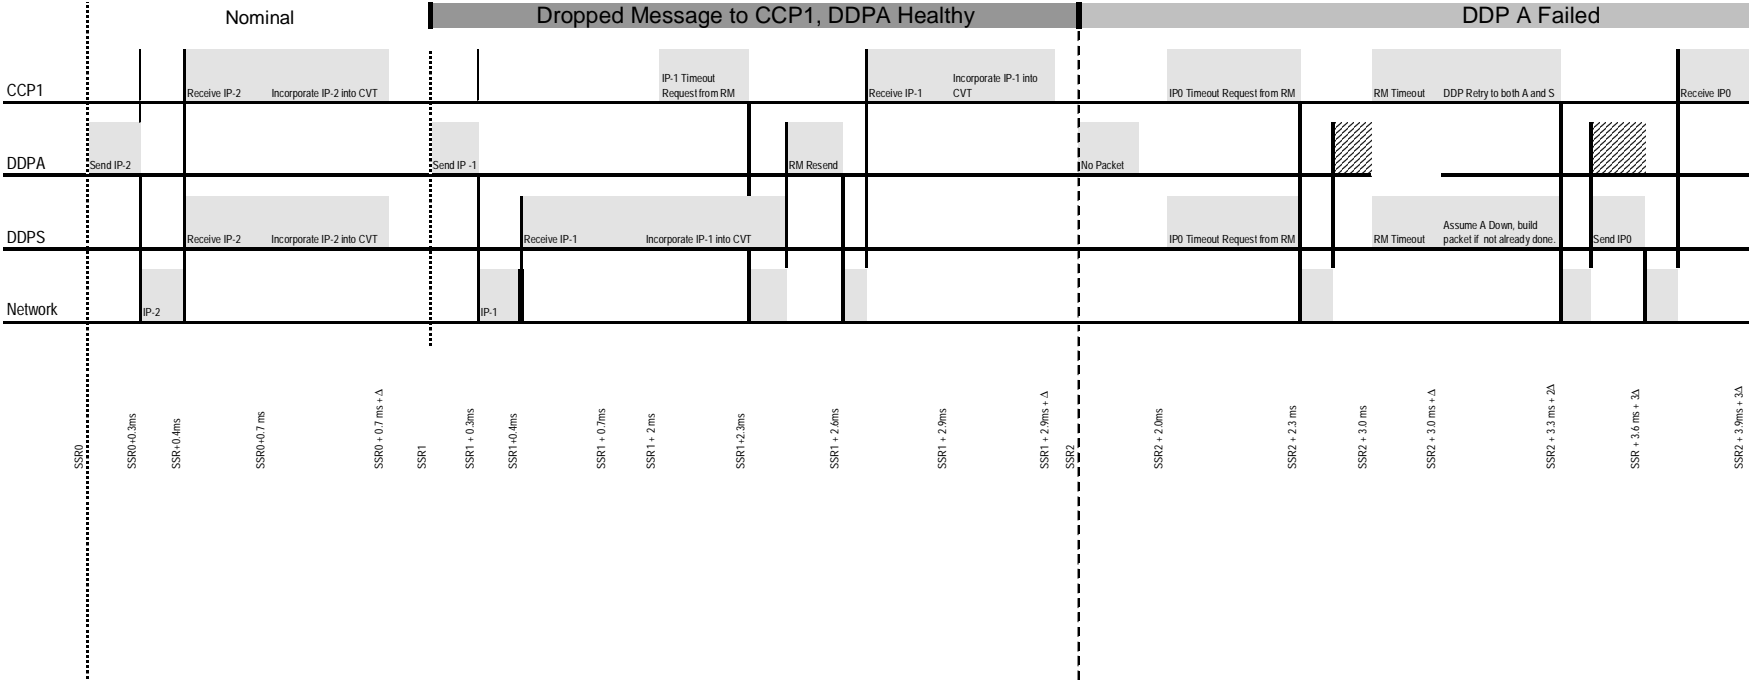 Nominal
Dropped Message to CCP1, DDPA Healthy
DDP A Failed
CCP1
Receive IP-2
Incorporate IP-2 into CVT
IP-1 Timeout
Request from RM
Receive IP-1
Incorporate IP-1 into
CVT
IP0 Timeout Request from RM
RM Timeout
DDP Retry to both A and S
Receive IP0
DDPA
Send IP-2
Send IP -1
RM Resend
No Packet
DDPS
Receive IP-2
Incorporate IP-2 into CVT
Receive IP-1
Incorporate IP-1 into CVT
IP0 Timeout Request from RM
RM Timeout
Assume A Down, build
packet if not already done.
Send IP0
Network
IP-2
IP-1
SSR0
SSR0+0.3ms
SSR+0.4ms
SSR0+0.7 ms
SSR0 + 0.7 ms + Δ
SSR1
SSR1 + 0.3ms
SSR1+0.4ms
SSR1 + 0.7ms
SSR1 + 2 ms
SSR1 +2.3ms
SSR1 + 2.6ms
SSR1 + 2.9ms
SSR1 + 2.9ms + Δ
SSR2
SSR2 + 2.0ms
SSR2 + 2.3 ms
SSR2 + 3.0 ms
SSR2 + 3.0 ms + Δ
SSR2 + 3.3 ms + 2Δ
SSR + 3.6 ms + 3Δ
SSR2 + 3.9ms + 3Δ